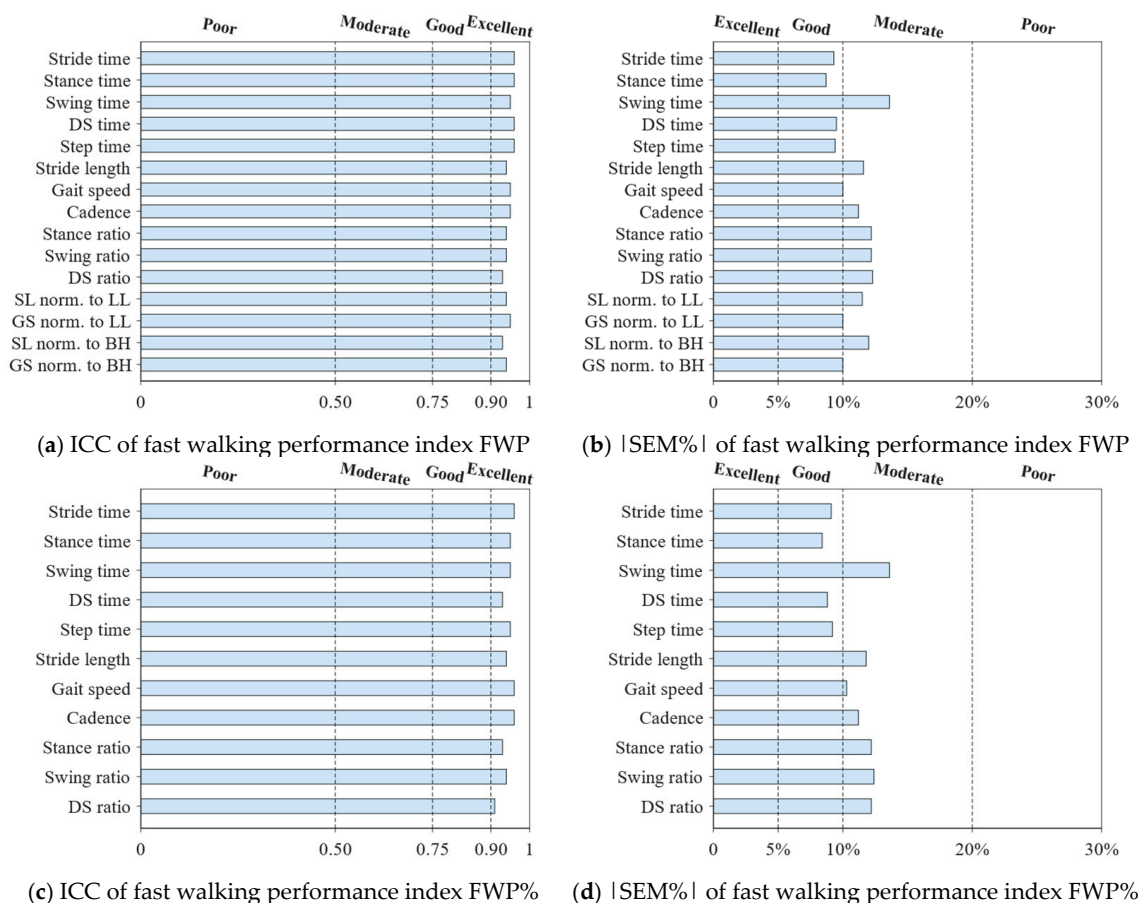 Poor Moderate Good Excellent
Stride time
Stance time
Swing time
DS time
Step time
Stride length
Gait speed
Cadence
Stance ratio
Swing ratio
DS ratio
SL norm. to LL
GS norm. to LL
SL norm. to BH
GS norm. to BH
0 0.50 0.75 0.90 1
(a) ICC of fast walking performance index FWP
Excellent Good Moderate Poor
Stride time
Stance time
Swing time
DS time
Step time
Stride length
Gait speed
Cadence
Stance ratio
Swing ratio
DS ratio
SL norm. to LL
GS norm. to LL
SL norm. to BH
GS norm. to BH
0 5% 10% 20% 30%
(b) |SEM%| of fast walking performance index FWP
Poor Moderate Good Excellent
Stride time
Stance time
Swing time
DS time
Step time
Stride length
Gait speed
Cadence
Stance ratio
Swing ratio
DS ratio
0 0.50 0.75 0.90 1
(c) ICC of fast walking performance index FWP%
Excellent Good Moderate Poor
Stride time
Stance time
Swing time
DS time
Step time
Stride length
Gait speed
Cadence
Stance ratio
Swing ratio
DS ratio
0 5% 10% 20% 30%
(d) |SEM%| of fast walking performance index FWP%